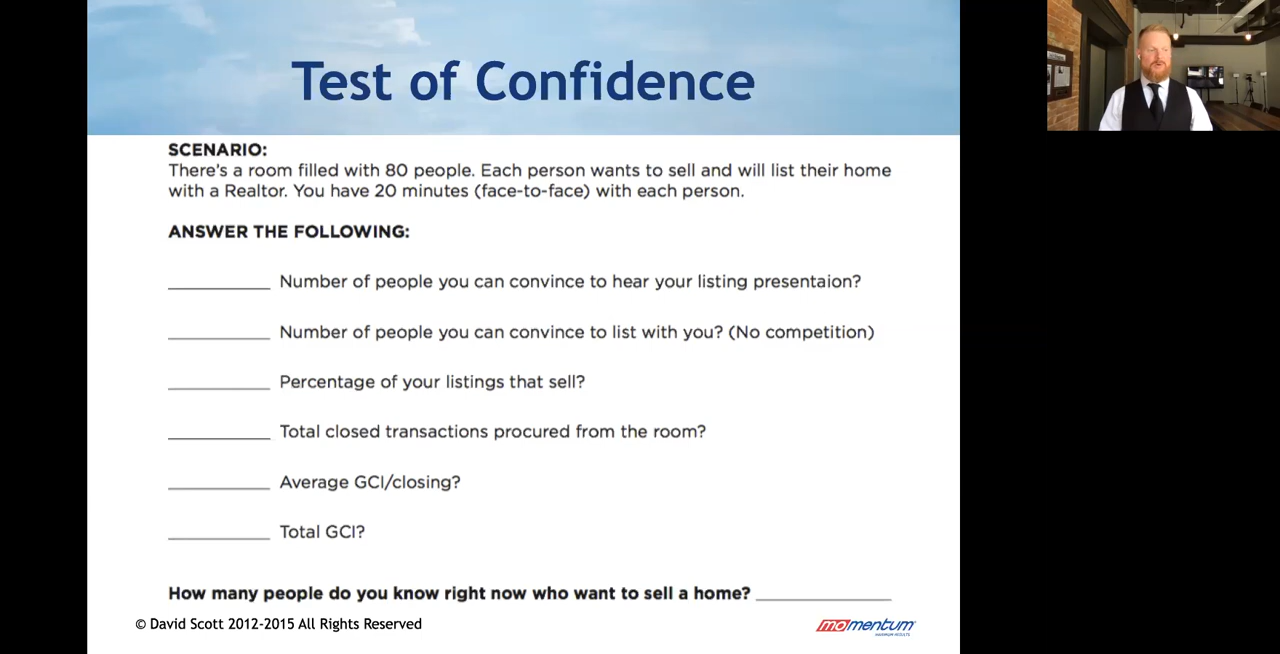 Test of Confidence
SCENARIO:
There's a room filled with 80 people. Each person wants to sell and will list their home
with a Realtor. You have 20 minutes (face-to-face) with each person.
ANSWER THE FOLLOWING:
Number of people you can convince to hear your listing presentaion?
Number of people you can convince to list with you? (No competition)
Percentage of your listings that sell?
Total closed transactions procured from the room?
Average GCI/closing?
Total GCI?
How many people do you know right now who want to sell a home?
© David Scott 2012-2015 All Rights Reserved
momentum